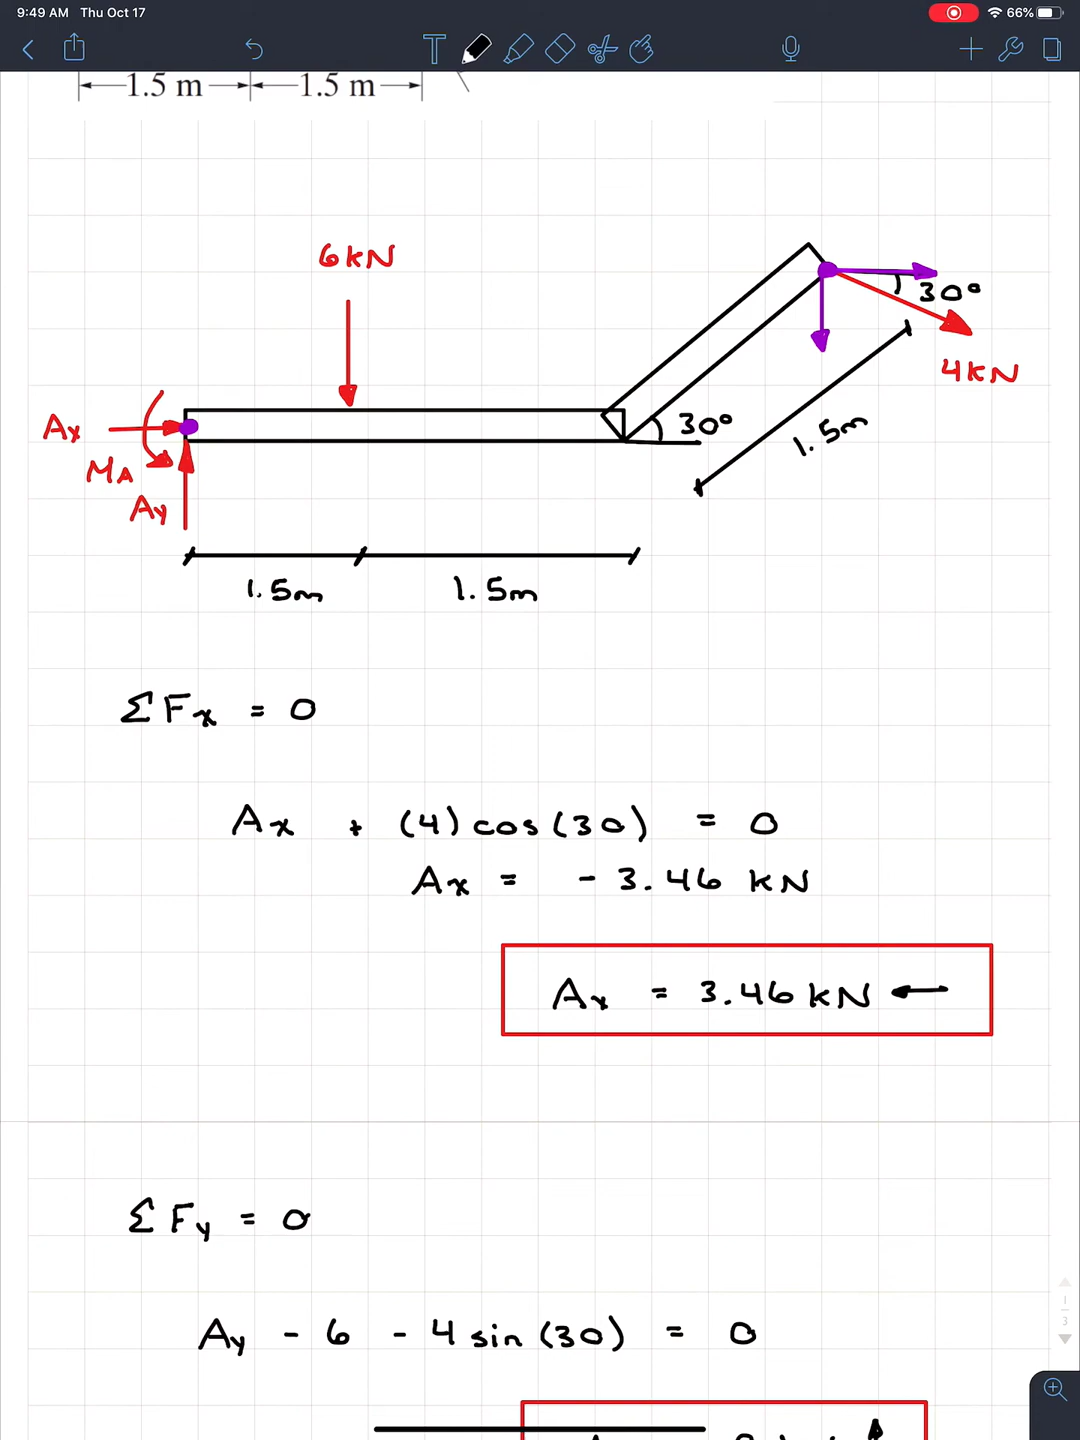 9:49 AM Thu Oct 17
66%
1.5 m 1.5 m
6kN
30°
4kN
Ax
30°
1.5m
MA
Ay
1.5m 1.5m
ΣFx = 0
Ax + (4) cos(30) = 0
Ax = - 3.46 kN
Ax = 3.46 kN ←
1
3
ΣFy = 0
Ay - 6 - 4 sin(30) = 0